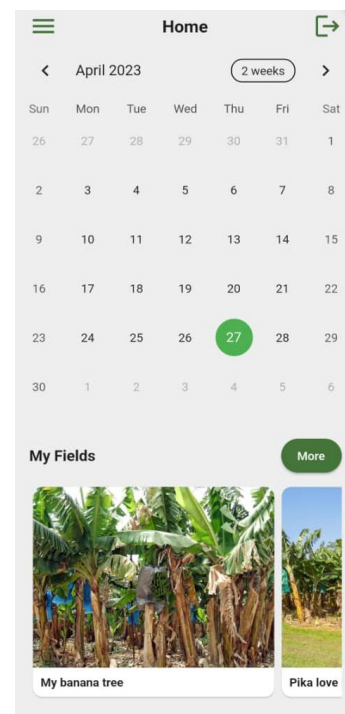 Home
April 2023 2 weeks
Sun Mon Tue Wed Thu Fri Sat
26 27 28 29 30 31 1
2 3 4 5 6 7 8
9 10 11 12 13 14 15
16 17 18 19 20 21 22
23 24 25 26 27 28 29
30 1 2 3 4 5 6
My Fields More
My banana tree Pika love